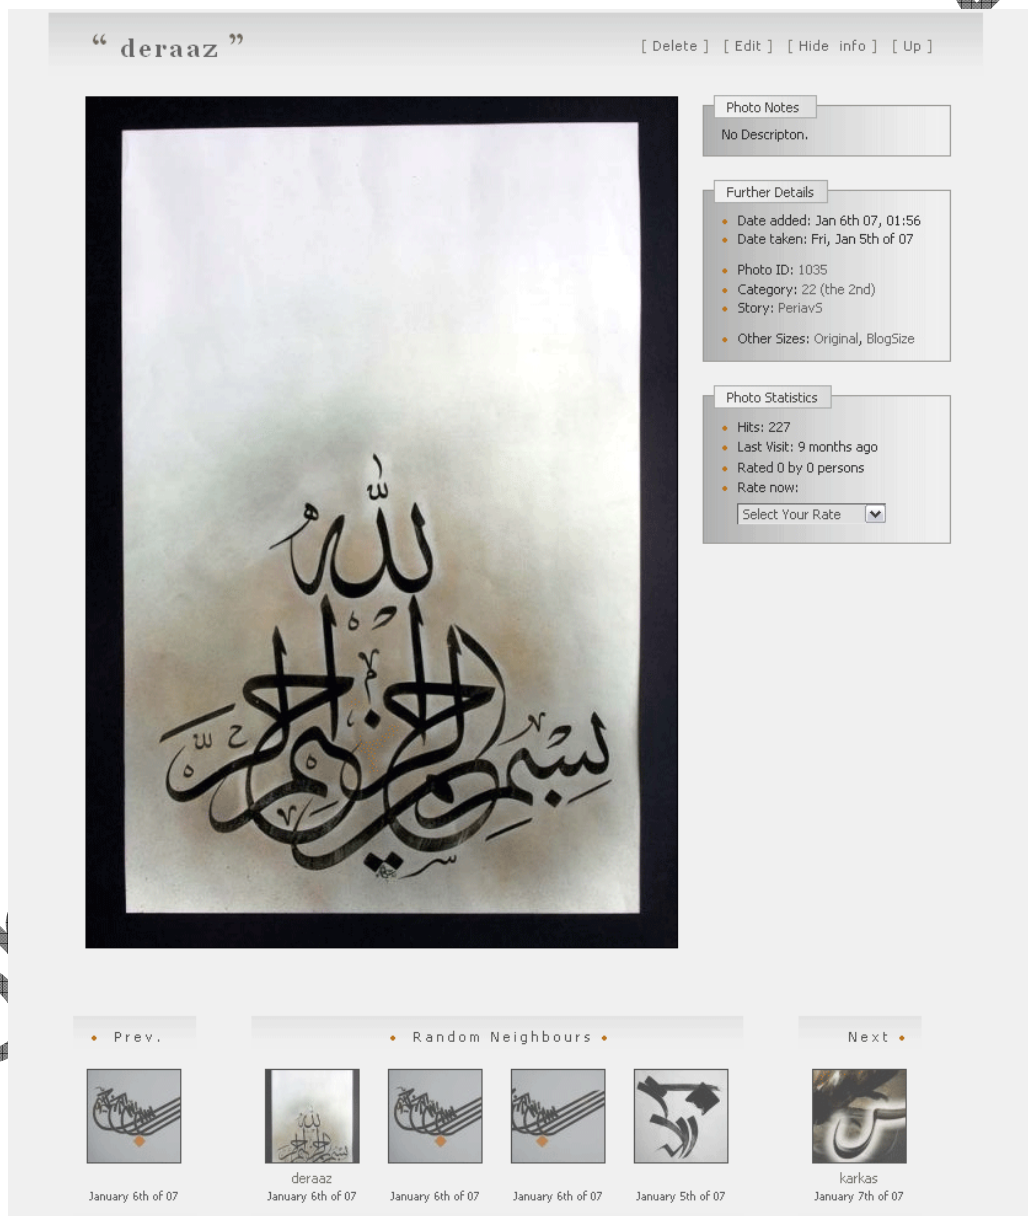 “ deraaz ”
[ Delete ] [ Edit ] [ Hide info ] [ Up ]
بسم الله الرحمن الرحيم
Photo Notes
No Descripton.
Further Details
Date added: Jan 6th 07, 01:56
Date taken: Fri, Jan 5th of 07
Photo ID: 1035
Category: 22 (the 2nd)
Story: PeriavS
Other Sizes: Original, BlogSize
Photo Statistics
Hits: 227
Last Visit: 9 months ago
Rated 0 by 0 persons
Rate now:
Select Your Rate
Prev.
January 6th of 07
Random Neighbours
deraaz
January 6th of 07
January 6th of 07
January 6th of 07
January 5th of 07
Next
karkas
January 7th of 07